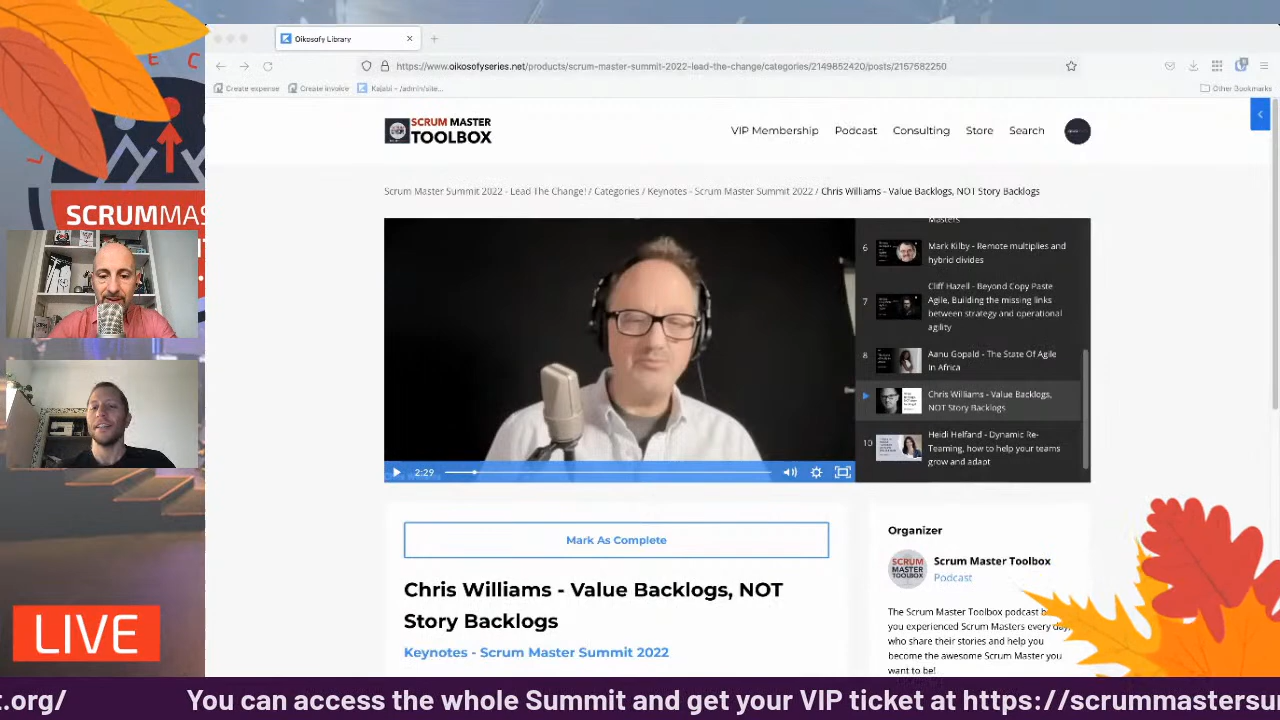 Oikosofy Library
https://www.oikosofyseries.net/products/scrum-master-summit-2022-lead-the-change/categories/2149852420/posts/2157582250
Create expense
Create invoice
Kajabi - /admin/site...
Other Bookmarks
SCRUM MASTER
TOOLBOX
VIP Membership
Podcast
Consulting
Store
Search
Scrum Master Summit 2022 - Lead The Change! / Categories / Keynotes - Scrum Master Summit 2022 / Chris Williams - Value Backlogs, NOT Story Backlogs
Masters
6
Mark Kilby - Remote multiplies and
hybrid divides
7
Cliff Hazell - Beyond Copy Paste
Agile, Building the missing links
between strategy and operational
agility
8
Aanu Gopald - The State Of Agile
In Africa
Chris Williams - Value Backlogs,
NOT Story Backlogs
10
Heidi Helfand - Dynamic Re-
Teaming, how to help your teams
grow and adapt
2:29
Mark As Complete
Chris Williams - Value Backlogs, NOT
Story Backlogs
Keynotes - Scrum Master Summit 2022
Organizer
SCRUM
MASTER
TOOLBOX
Scrum Master Toolbox
Podcast
The Scrum Master Toolbox podcast b
you experienced Scrum Masters every day,
who share their stories and help you
become the awesome Scrum Master you
want to be!
E C
SCRUMMAS
LIVE
t.org/
You can access the whole Summit and get your VIP ticket at https://scrummastersu